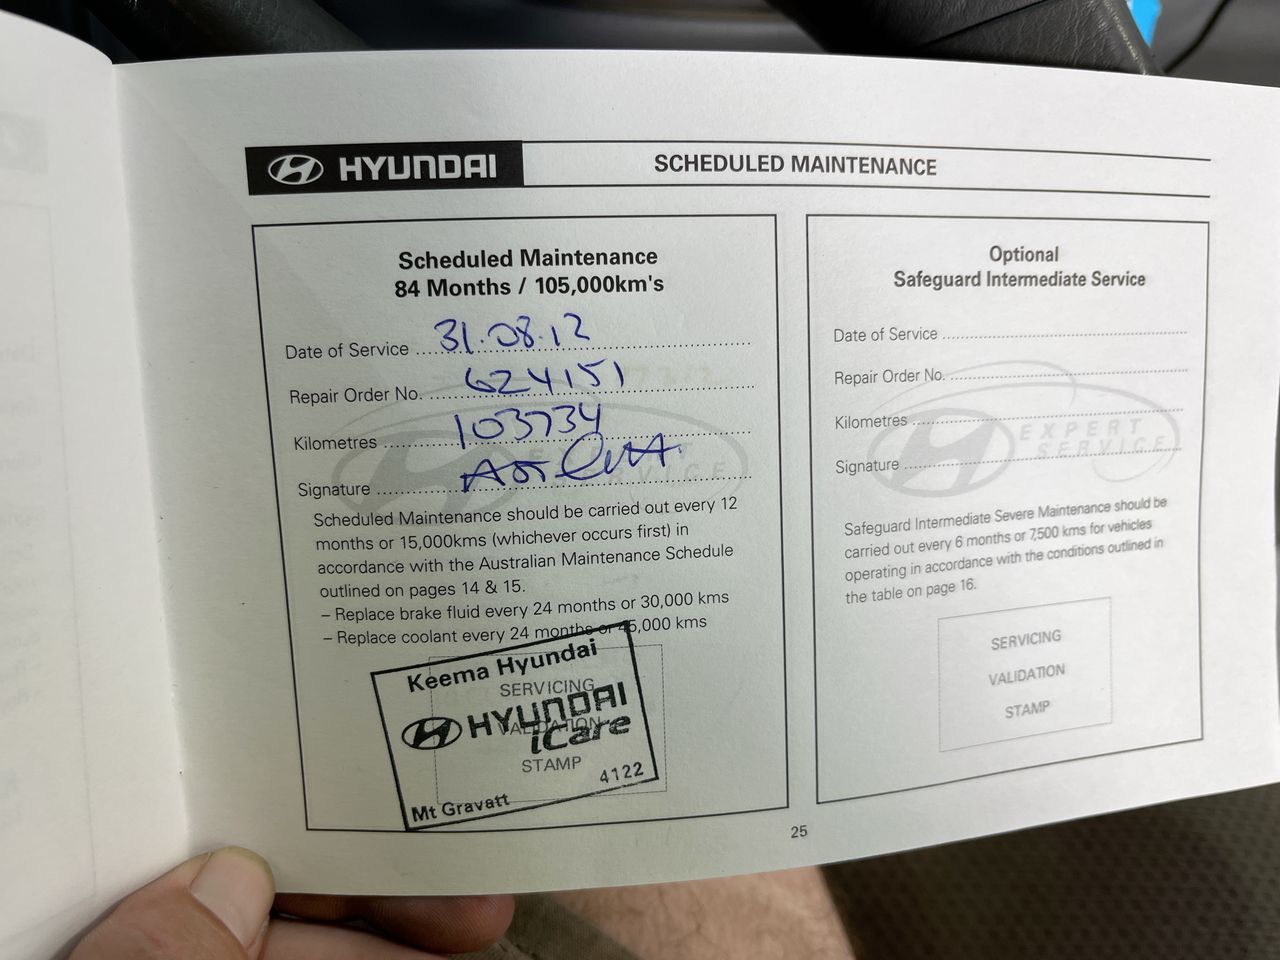 HYUNDAI
SCHEDULED MAINTENANCE
Scheduled Maintenance
84 Months / 105,000km's
Date of Service 31.08.12
Repair Order No. 624151
Kilometres 103734
Signature
Scheduled Maintenance should be carried out every 12
months or 15,000kms (whichever occurs first) in
accordance with the Australian Maintenance Schedule
outlined on pages 14 & 15.
– Replace brake fluid every 24 months or 30,000 kms
– Replace coolant every 24 months or 45,000 kms
Keema Hyundai
SERVICING
HYUNDAI
VALIDATION
iCare
STAMP
4122
Mt Gravatt
Optional
Safeguard Intermediate Service
Date of Service
Repair Order No.
Kilometres
EXPERT
SERVICE
Signature
Safeguard Intermediate Severe Maintenance should be
carried out every 6 months or 7,500 kms for vehicles
operating in accordance with the conditions outlined in
the table on page 16.
SERVICING
VALIDATION
STAMP
25